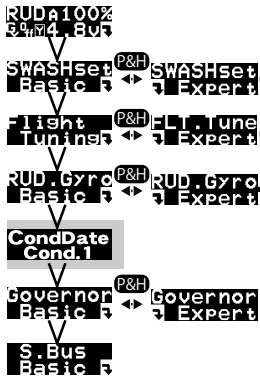 RUDA100%
4.8v
SWASHset P&H SWASHset
Basic Expert
Flight P&H FLT.Tune
Tuning Expert
RUD.Gyro P&H RUD.Gyro
Basic Expert
CondDate
Cond.1
Governor P&H Governor
Basic Expert
S.Bus
Basic